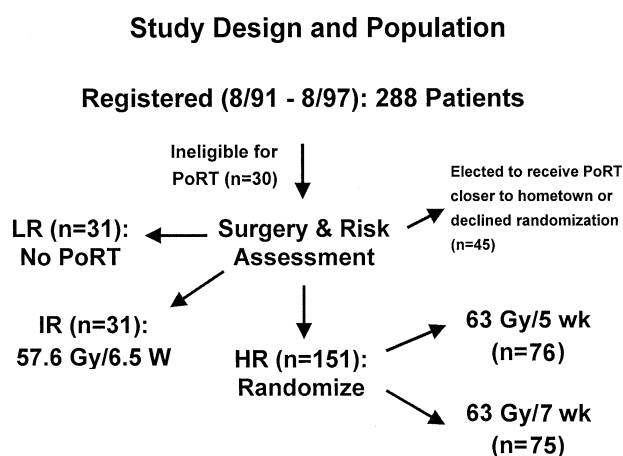 Study Design and Population
Registered (8/91 - 8/97): 288 Patients
Ineligible for
PoRT (n=30)
Elected to receive PoRT
closer to hometown or
declined randomization
(n=45)
LR (n=31):
No PoRT
Surgery & Risk
Assessment
IR (n=31):
57.6 Gy/6.5 W
HR (n=151):
Randomize
63 Gy/5 wk
(n=76)
63 Gy/7 wk
(n=75)